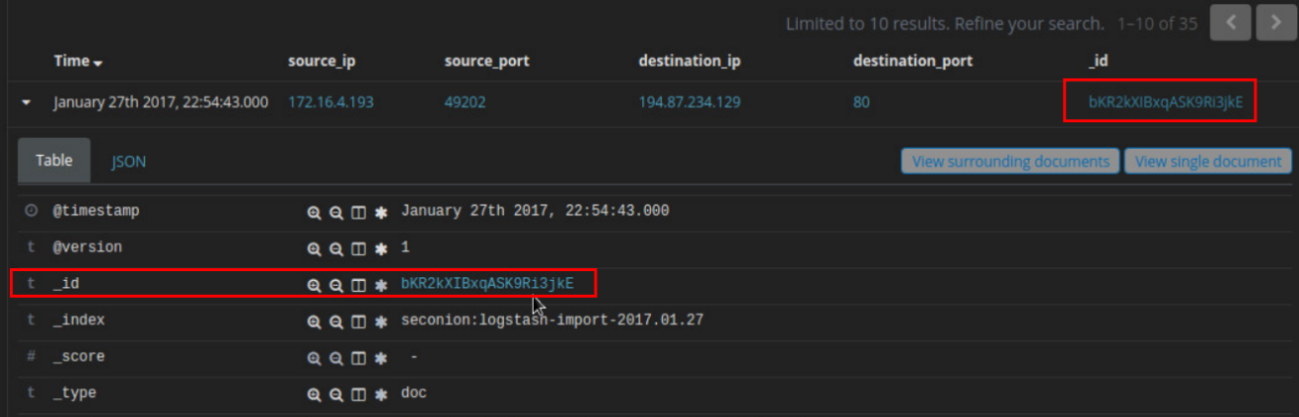 Limited to 10 results. Refine your search. 1–10 of 35
Time source_ip source_port destination_ip destination_port _id
January 27th 2017, 22:54:43.000 172.16.4.193 49202 194.87.234.129 80 bKR2kXIBxqASK9Ri3jkE
Table JSON View surrounding documents View single document
@timestamp January 27th 2017, 22:54:43.000
t @version 1
t _id bKR2kXIBxqASK9Ri3jkE
t _index seconion:logstash-import-2017.01.27
# _score -
t _type doc